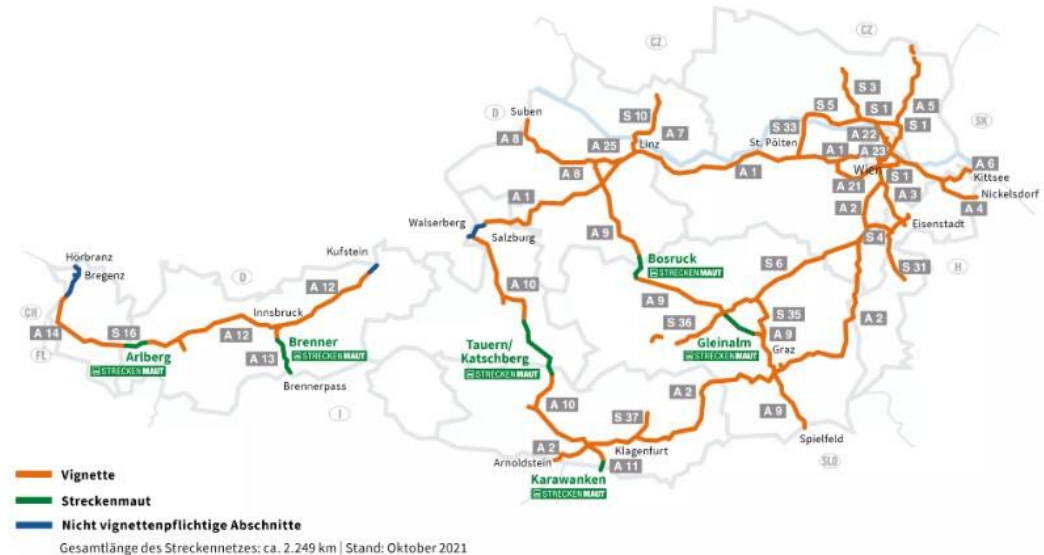 CZ
CZ
D
Suben
S 10
A 7
A 8
A 25
Linz
A 8
A 1
S 3
S 5
S 1
A 5
S 33
A 22
S 1
SK
St. Pölten
A 1
A 23
Wien
A 1
A 21
S 1
A 6
Kittsee
A 3
Nickelsdorf
A 4
A 2
Eisenstadt
S 4
S 31
H
Walserberg
Salzburg
A 9
Bosruck
STRECKENMAUT
S 6
Hörbranz
Bregenz
D
Kufstein
A 12
Innsbruck
CH
A 14
FL
S 16
Arlberg
STRECKENMAUT
A 12
Brenner
STRECKENMAUT
A 13
Brennerpass
I
A 10
Tauern/
Katschberg
STRECKENMAUT
A 9
S 36
S 35
Gleinalm
STRECKENMAUT
A 9
Graz
A 2
A 10
S 37
A 2
A 9
Spielfeld
SLO
A 2
Klagenfurt
Arnoldstein
A 11
Karawanken
STRECKENMAUT
Vignette
Streckenmaut
Nicht vignettenpflichtige Abschnitte
Gesamtlänge des Streckennetzes: ca. 2.249 km | Stand: Oktober 2021